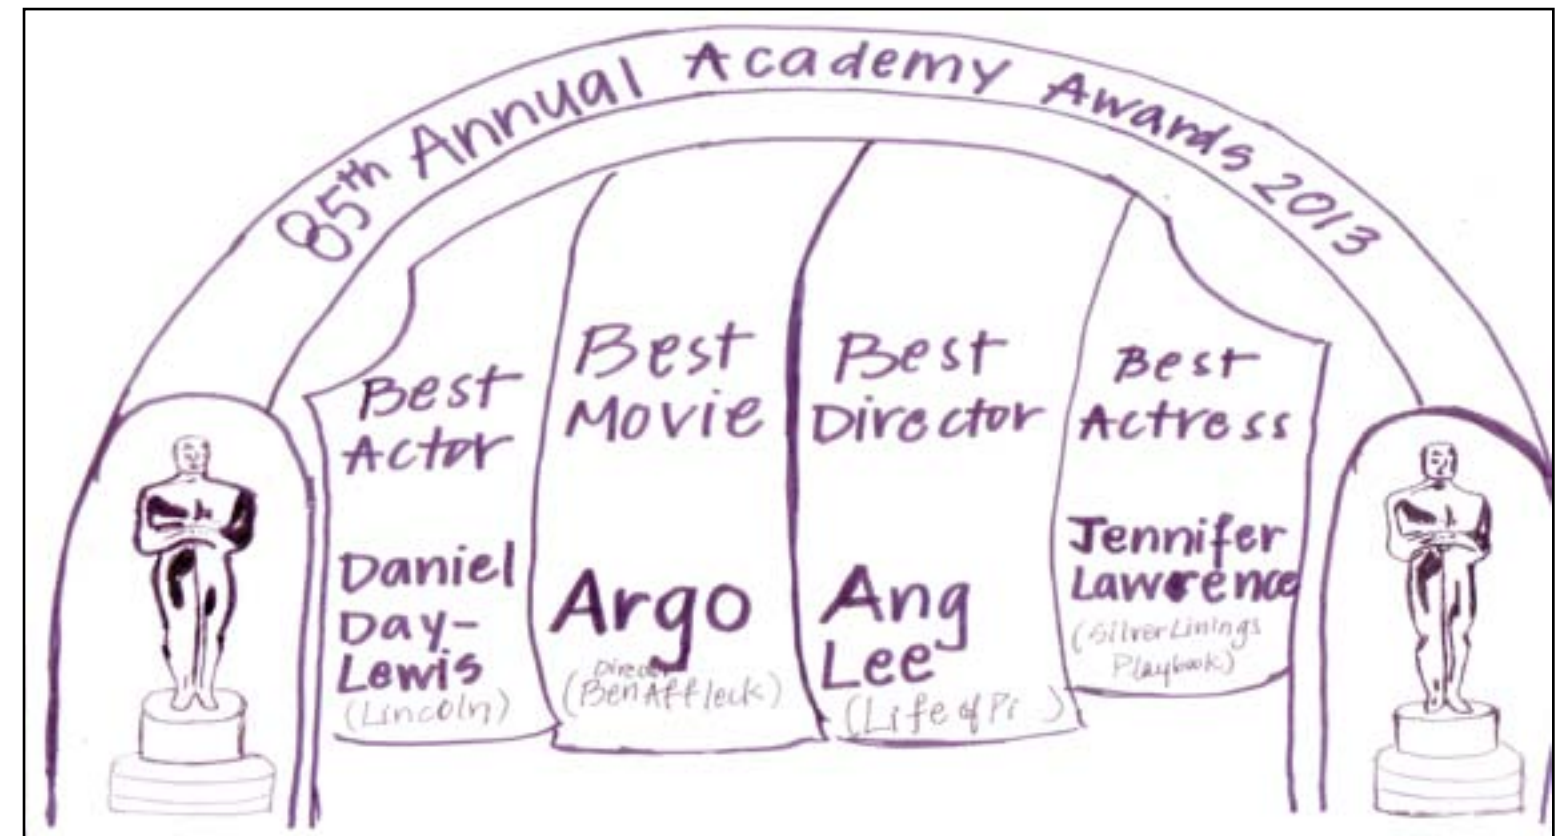 85th Annual Academy Awards 2013
Best
Actor
Daniel
Day-
Lewis
(Lincoln)
Best
Movie
Argo
(Ben Affleck)
Best
Director
Ang
Lee
(Life of Pi)
Best
Actress
Jennifer
Lawrence
(Silver Linings
Playbook)